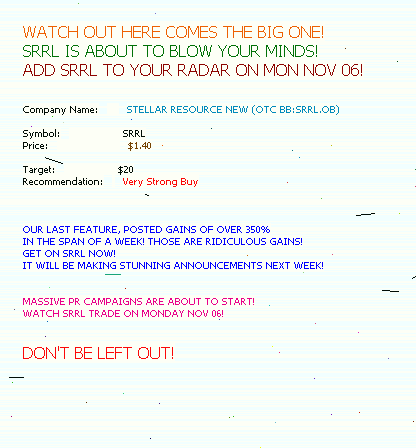 WATCH OUT HERE COMES THE BIG ONE!
SRRL IS ABOUT TO BLOW YOUR MINDS!
ADD SRRL TO YOUR RADAR ON MON NOV 06!
Company Name: STELLAR RESOURCE NEW (OTC BB:SRRL.OB)
Symbol: SRRL
Price: $1.40
Target: $20
Recommendation: Very Strong Buy
OUR LAST FEATURE, POSTED GAINS OF OVER 350%
IN THE SPAN OF A WEEK! THOSE ARE RIDICULOUS GAINS!
GET ON SRRL NOW!
IT WILL BE MAKING STUNNING ANNOUNCEMENTS NEXT WEEK!
MASSIVE PR CAMPAIGNS ARE ABOUT TO START!
WATCH SRRL TRADE ON MONDAY NOV 06!
DON'T BE LEFT OUT!